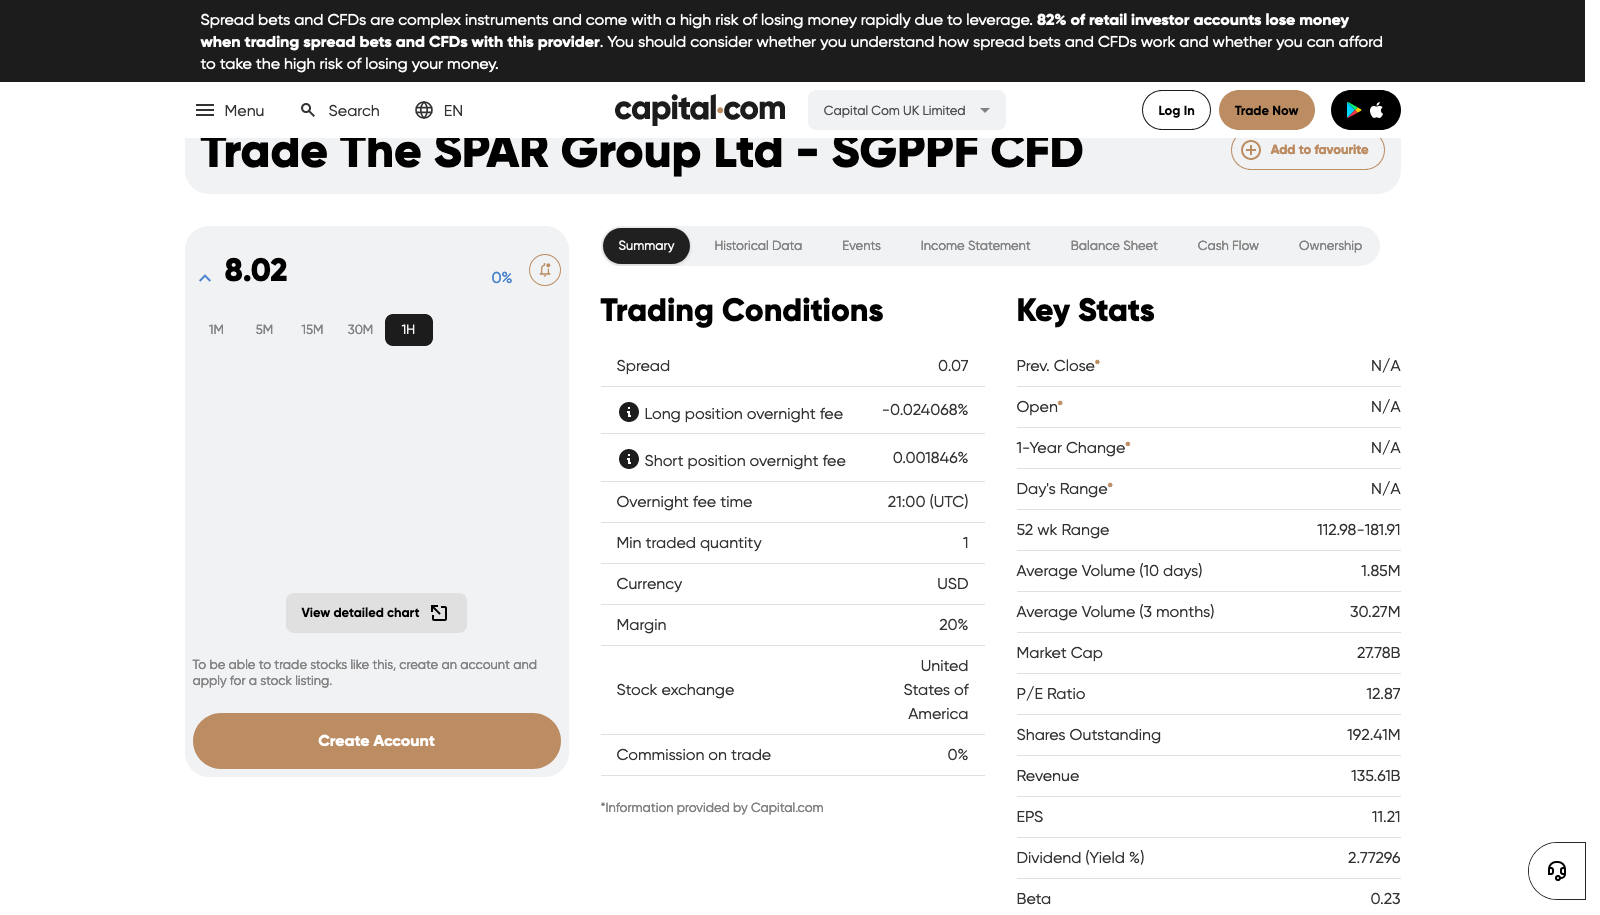 Spread bets and CFDs are complex instruments and come with a high risk of losing money rapidly due to leverage. 82% of retail investor accounts lose money
when trading spread bets and CFDs with this provider. You should consider whether you understand how spread bets and CFDs work and whether you can afford
to take the high risk of losing your money.
Menu
Search
EN
capital.com
Capital Com UK Limited
Log In
Trade Now
Trade The SPAR Group Ltd - SGPPF CFD
Add to favourite
8.02
0%
1M 5M 15M 30M 1H
View detailed chart
To be able to trade stocks like this, create an account and
apply for a stock listing.
Create Account
Summary Historical Data Events Income Statement Balance Sheet Cash Flow Ownership
Trading Conditions
Spread 0.07
Long position overnight fee -0.024068%
Short position overnight fee 0.001846%
Overnight fee time 21:00 (UTC)
Min traded quantity 1
Currency USD
Margin 20%
Stock exchange United
States of
America
Commission on trade 0%
*Information provided by Capital.com
Key Stats
Prev. Close* N/A
Open* N/A
1-Year Change* N/A
Day's Range* N/A
52 wk Range 112.98-181.91
Average Volume (10 days) 1.85M
Average Volume (3 months) 30.27M
Market Cap 27.78B
P/E Ratio 12.87
Shares Outstanding 192.41M
Revenue 135.61B
EPS 11.21
Dividend (Yield %) 2.77296
Beta 0.23